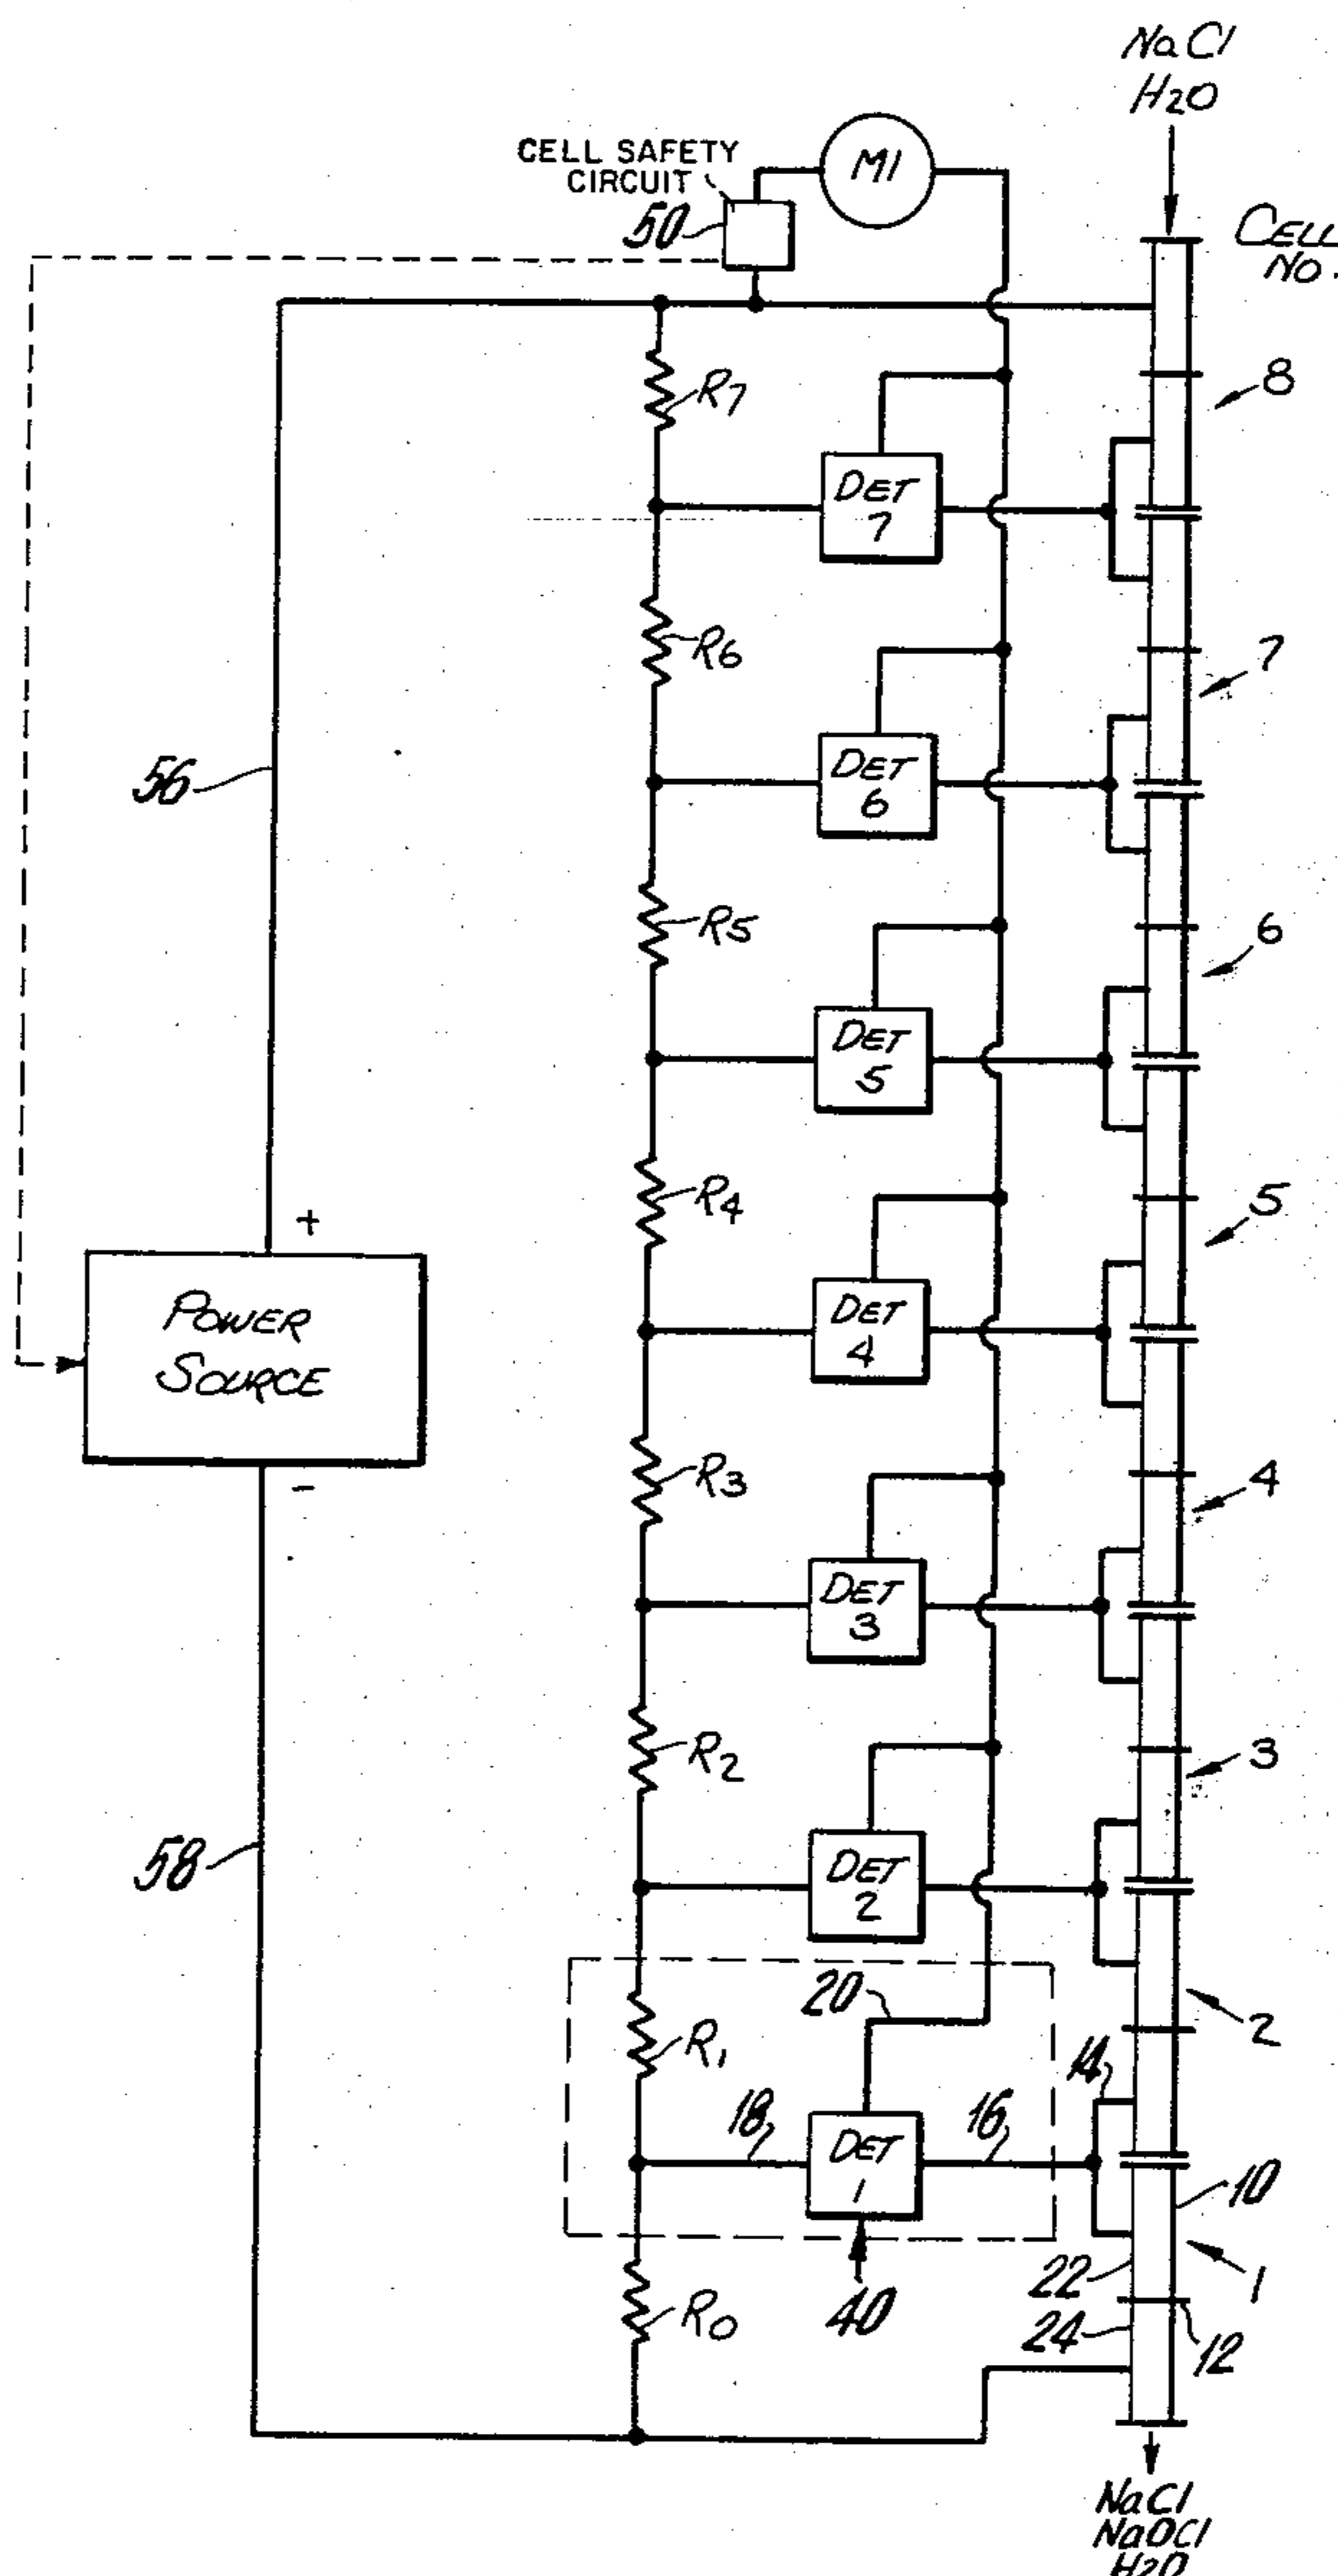 NaCl
H2O
CELL SAFETY
CIRCUIT
M1
50
CELL
NO.
R7
8
DET
7
R6
7
DET
6
56
R5
6
DET
5
R4
5
+
DET
4
POWER
SOURCE
R3
4
-
DET
3
R2
3
58
DET
2
20
2
R1
14
18
16
DET
1
10
22
1
40
R0
24
12
NaCl
NaOCl
H2O